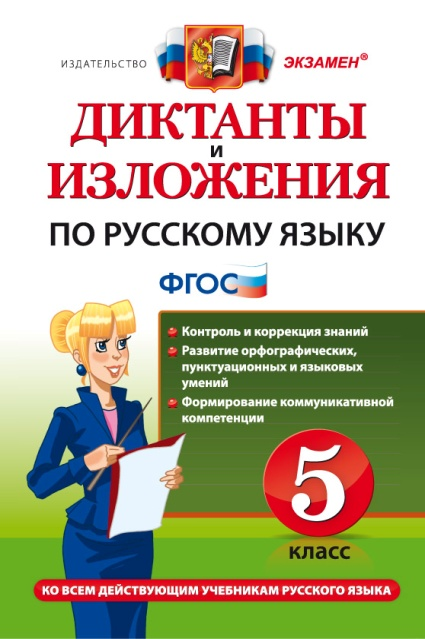 ИЗДАТЕЛЬСТВО ЭКЗАМЕН®
ДИКТАНТЫ
и
ИЗЛОЖЕНИЯ
ПО РУССКОМУ ЯЗЫКУ
ФГОС
Контроль и коррекция знаний
Развитие орфографических,
пунктуационных и языковых
умений
Формирование коммуникативной
компетенции
5
класс
КО ВСЕМ ДЕЙСТВУЮЩИМ УЧЕБНИКАМ РУССКОГО ЯЗЫКА